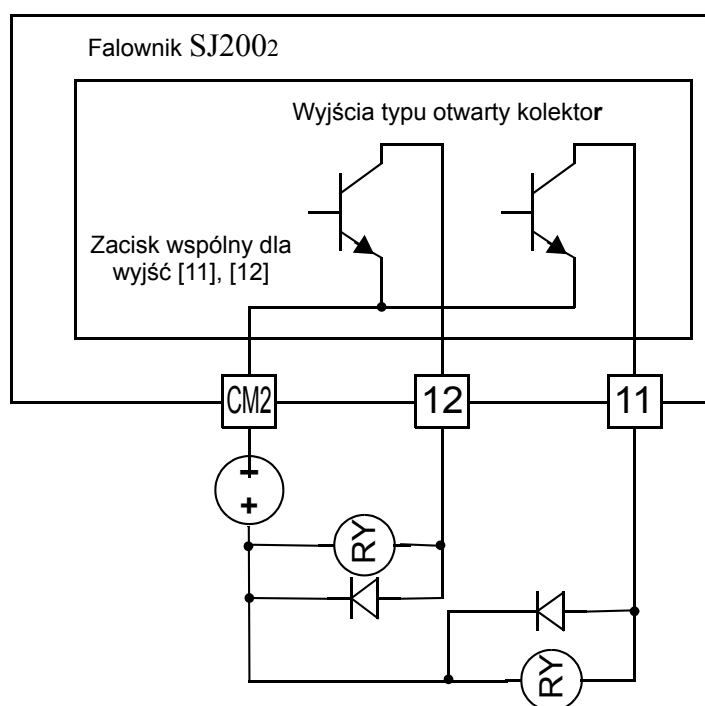 Falownik SJ2002
Wyjścia typu otwarty kolektor
Zacisk wspólny dla
wyjść [11], [12]
CM2
12
11
+
RY
RY